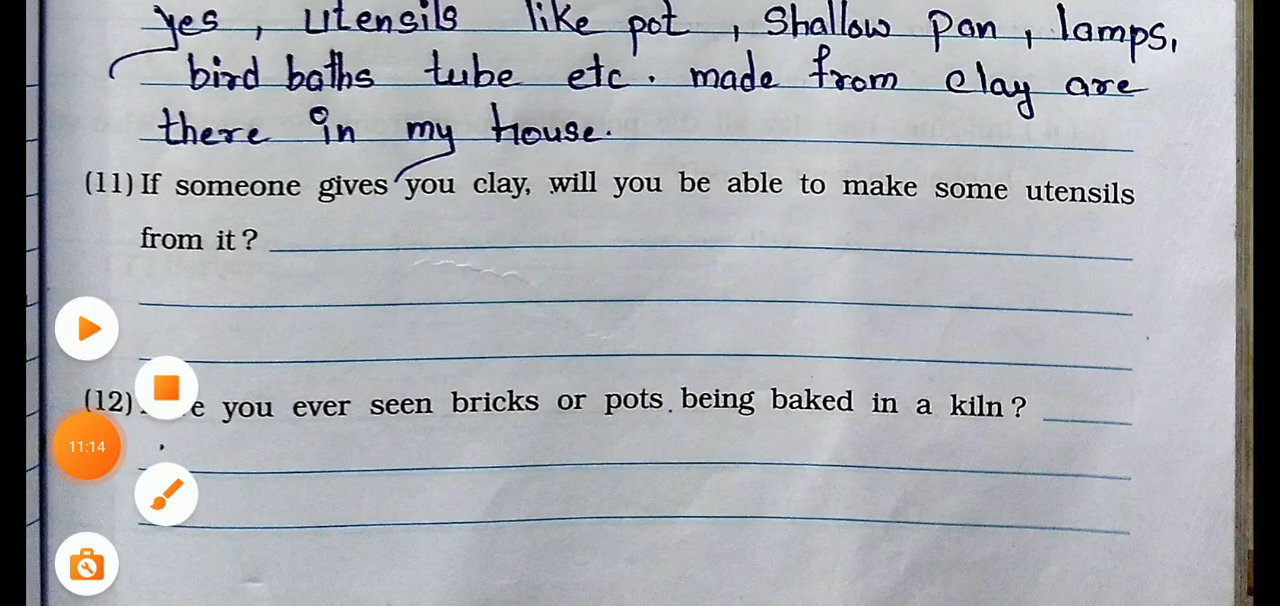 yes, utensils like pot, shallow pan, lamps,
bird baths tube etc. made from clay are
there in my house.
(11) If someone gives you clay, will you be able to make some utensils
from it?
(12) e you ever seen bricks or pots being baked in a kiln?
11:14